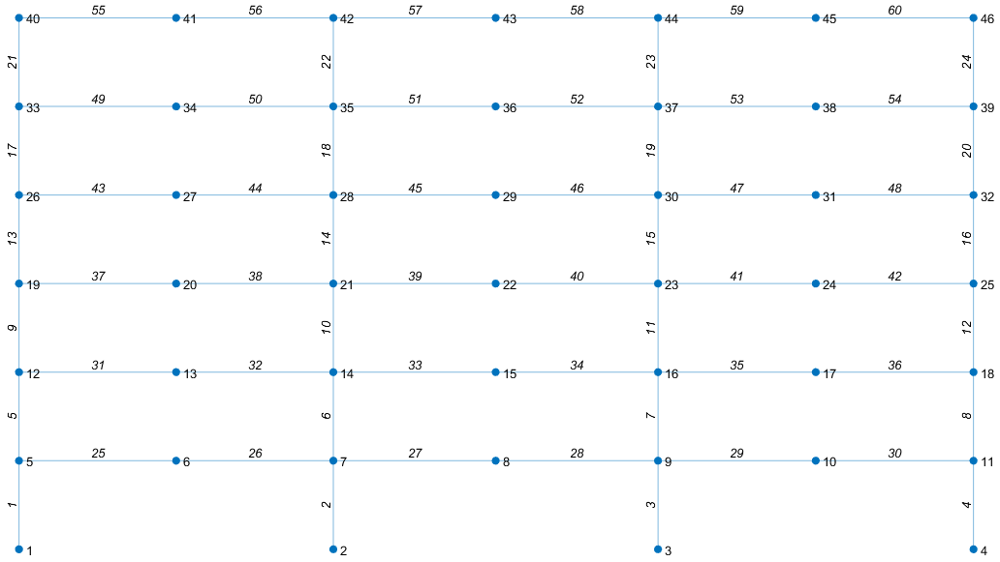 55 56 57 58 59 60
40 41 42 43 44 45 46
21 22 23 24
49 50 51 52 53 54
33 34 35 36 37 38 39
17 18 19 20
43 44 45 46 47 48
26 27 28 29 30 31 32
13 14 15 16
37 38 39 40 41 42
19 20 21 22 23 24 25
9 10 11 12
31 32 33 34 35 36
12 13 14 15 16 17 18
5 6 7 8
25 26 27 28 29 30
5 6 7 8 9 10 11
1 2 3 4
1 2 3 4